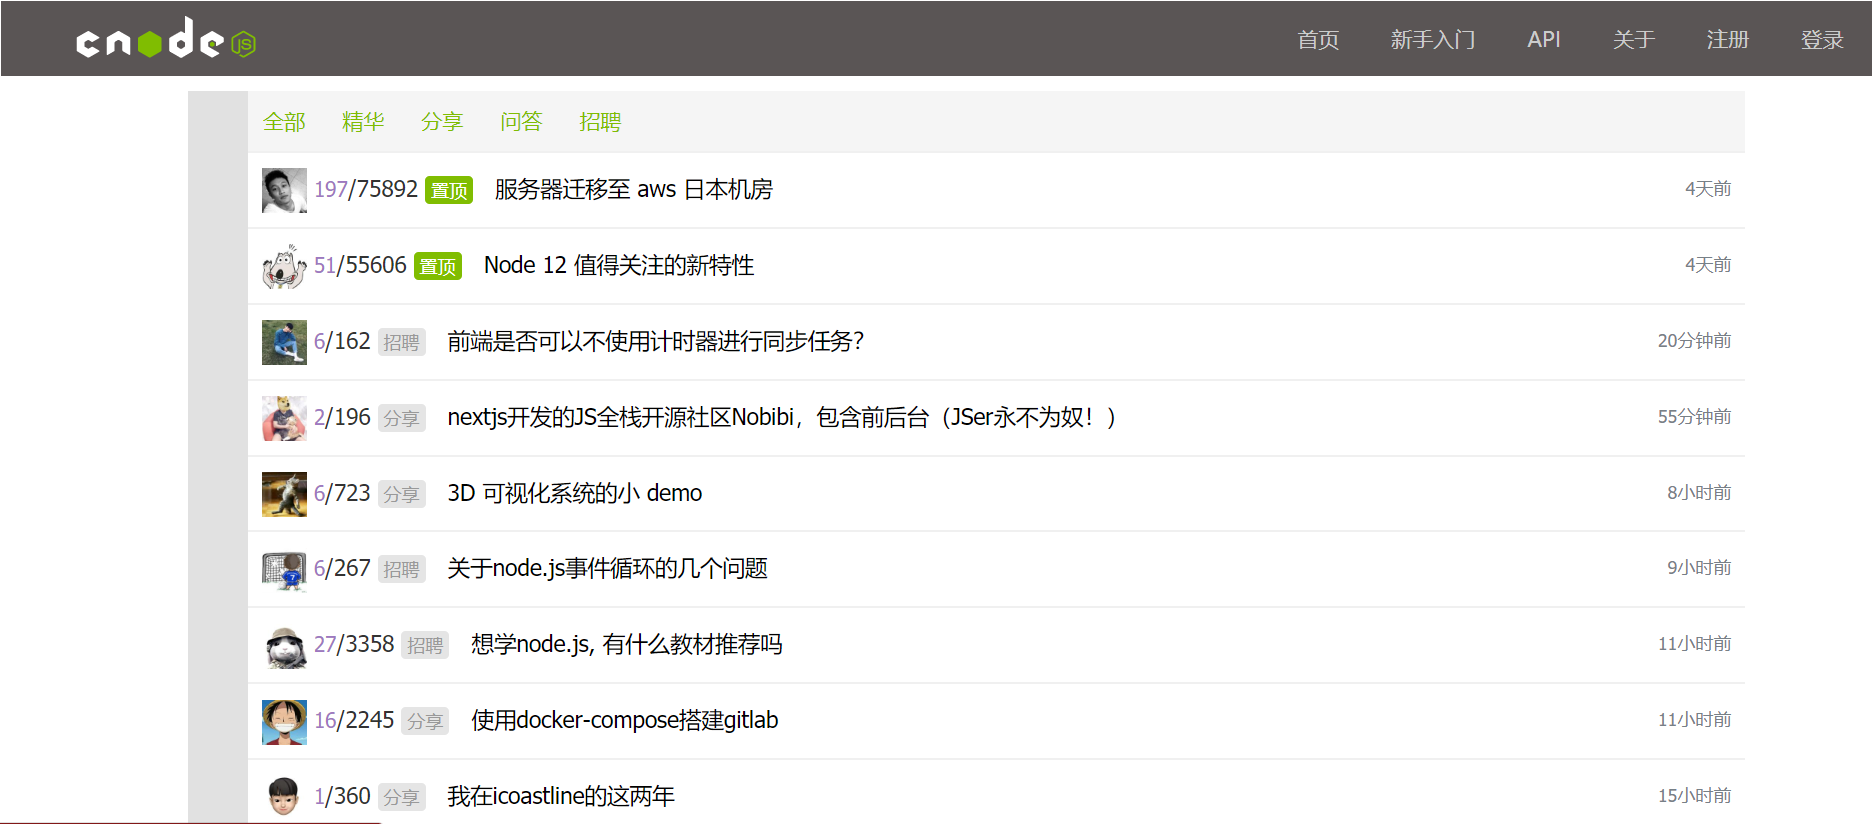 cnode js
首页 新手入门 API 关于 注册 登录
全部 精华 分享 问答 招聘
197/75892 置顶 服务器迁移至 aws 日本机房 4天前
51/55606 置顶 Node 12 值得关注的新特性 4天前
6/162 招聘 前端是否可以不使用计时器进行同步任务? 20分钟前
2/196 分享 nextjs开发的JS全栈开源社区Nobibi，包含前后台（JSer永不为奴！） 55分钟前
6/723 分享 3D 可视化系统的小 demo 8小时前
6/267 招聘 关于node.js事件循环的几个问题 9小时前
27/3358 招聘 想学node.js, 有什么教材推荐吗 11小时前
16/2245 分享 使用docker-compose搭建gitlab 11小时前
1/360 分享 我在icoastline的这两年 15小时前